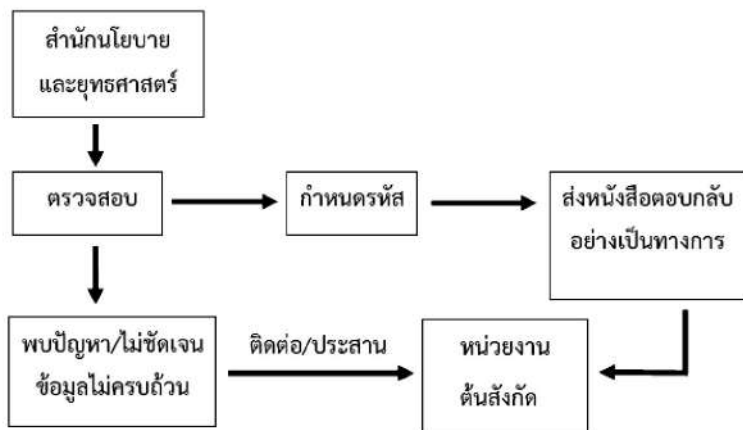 สำนักนโยบาย
และยุทธศาสตร์
ตรวจสอบ
กำหนดรหัส
ส่งหนังสือตอบกลับ
อย่างเป็นทางการ
พบปัญหา/ไม่ชัดเจน
ข้อมูลไม่ครบถ้วน
ติดต่อ/ประสาน
หน่วยงาน
ต้นสังกัด